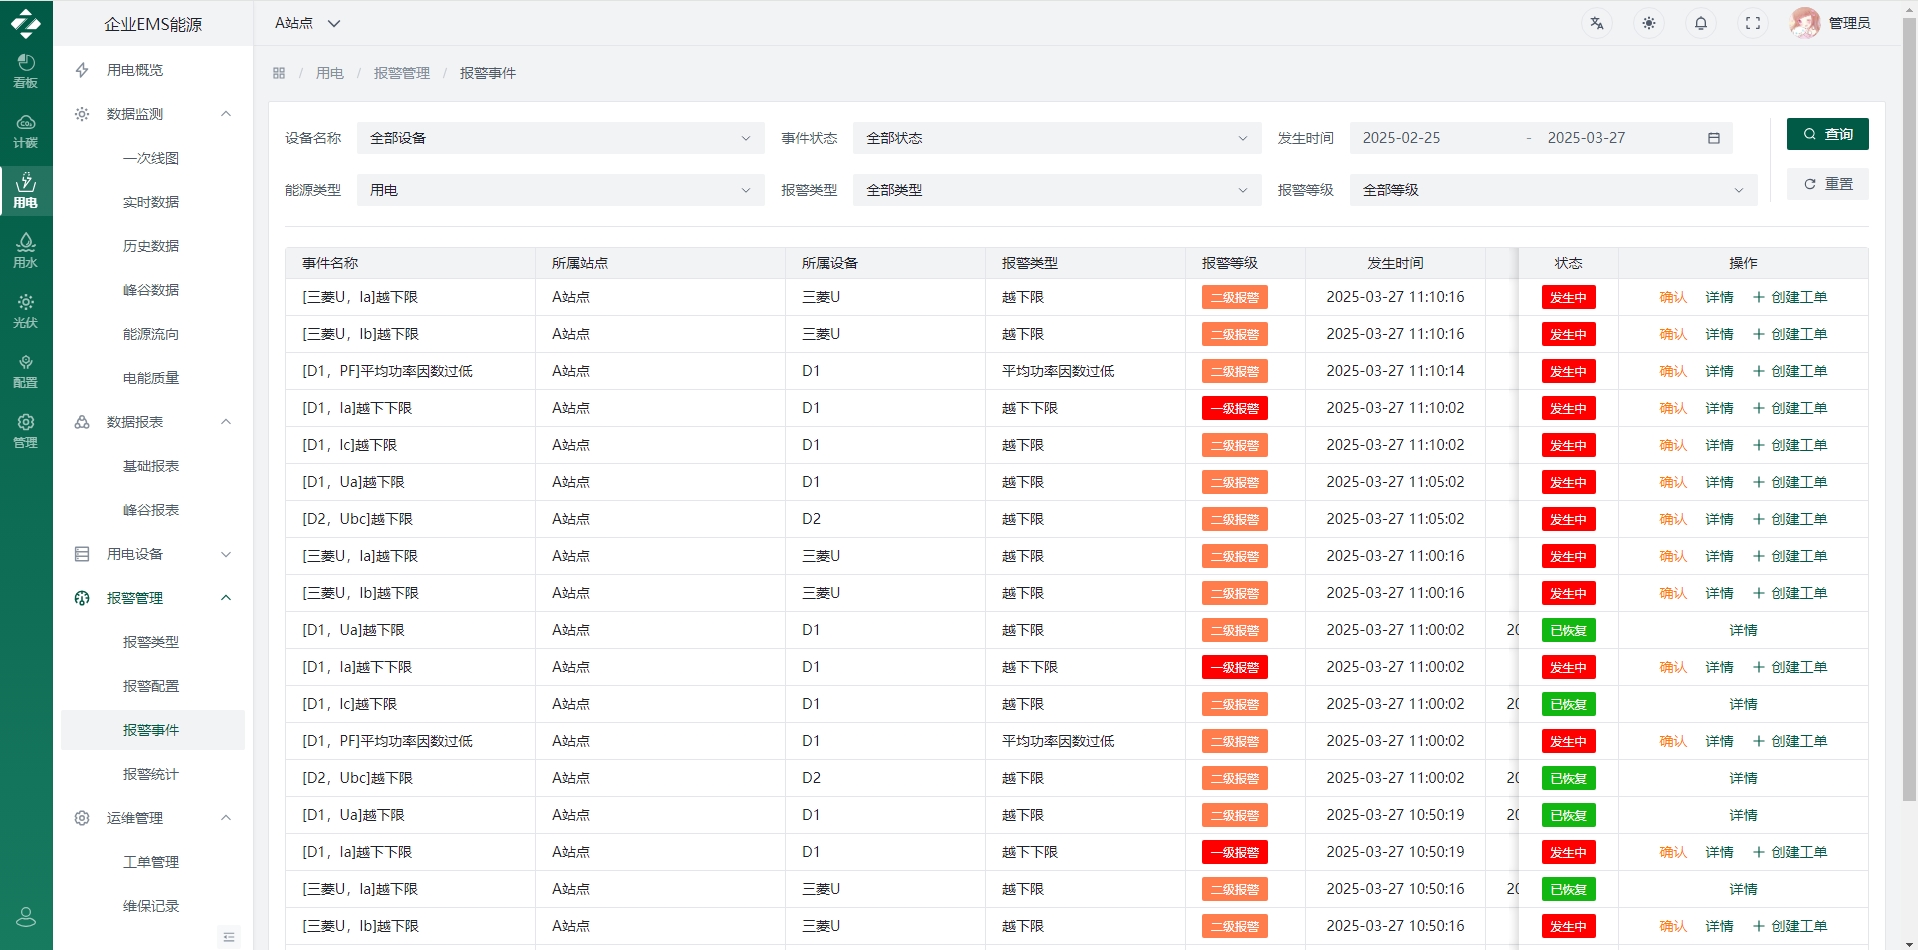 企业EMS能源
A站点
管理员
看板
计碳
用电
用水
光伏
配置
管理
用电概览
数据监测
一次线图
实时数据
历史数据
峰谷数据
能源流向
电能质量
数据报表
基础报表
峰谷报表
用电设备
报警管理
报警类型
报警配置
报警事件
报警统计
运维管理
工单管理
维保记录
/ 用电 / 报警管理 / 报警事件
设备名称 全部设备 事件状态 全部状态 发生时间 2025-02-25 - 2025-03-27 查询
能源类型 用电 报警类型 全部类型 报警等级 全部等级 重置
事件名称 所属站点 所属设备 报警类型 报警等级 发生时间 状态 操作
[三菱U，Ia]越下限 A站点 三菱U 越下限 二级报警 2025-03-27 11:10:16 发生中 确认 详情 + 创建工单
[三菱U，Ib]越下限 A站点 三菱U 越下限 二级报警 2025-03-27 11:10:16 发生中 确认 详情 + 创建工单
[D1，PF]平均功率因数过低 A站点 D1 平均功率因数过低 二级报警 2025-03-27 11:10:14 发生中 确认 详情 + 创建工单
[D1，Ia]越下下限 A站点 D1 越下下限 一级报警 2025-03-27 11:10:02 发生中 确认 详情 + 创建工单
[D1，Ic]越下限 A站点 D1 越下限 二级报警 2025-03-27 11:10:02 发生中 确认 详情 + 创建工单
[D1，Ua]越下限 A站点 D1 越下限 二级报警 2025-03-27 11:05:02 发生中 确认 详情 + 创建工单
[D2，Ubc]越下限 A站点 D2 越下限 二级报警 2025-03-27 11:05:02 发生中 确认 详情 + 创建工单
[三菱U，Ia]越下限 A站点 三菱U 越下限 二级报警 2025-03-27 11:00:16 发生中 确认 详情 + 创建工单
[三菱U，Ib]越下限 A站点 三菱U 越下限 二级报警 2025-03-27 11:00:16 发生中 确认 详情 + 创建工单
[D1，Ua]越下限 A站点 D1 越下限 二级报警 2025-03-27 11:00:02 20 已恢复 详情
[D1，Ia]越下下限 A站点 D1 越下下限 一级报警 2025-03-27 11:00:02 发生中 确认 详情 + 创建工单
[D1，Ic]越下限 A站点 D1 越下限 二级报警 2025-03-27 11:00:02 20 已恢复 详情
[D1，PF]平均功率因数过低 A站点 D1 平均功率因数过低 二级报警 2025-03-27 11:00:02 发生中 确认 详情 + 创建工单
[D2，Ubc]越下限 A站点 D2 越下限 二级报警 2025-03-27 11:00:02 20 已恢复 详情
[D1，Ua]越下限 A站点 D1 越下限 二级报警 2025-03-27 10:50:19 20 已恢复 详情
[D1，Ia]越下下限 A站点 D1 越下下限 一级报警 2025-03-27 10:50:19 发生中 确认 详情 + 创建工单
[三菱U，Ia]越下限 A站点 三菱U 越下限 二级报警 2025-03-27 10:50:16 20 已恢复 详情
[三菱U，Ib]越下限 A站点 三菱U 越下限 二级报警 2025-03-27 10:50:16 发生中 确认 详情 + 创建工单